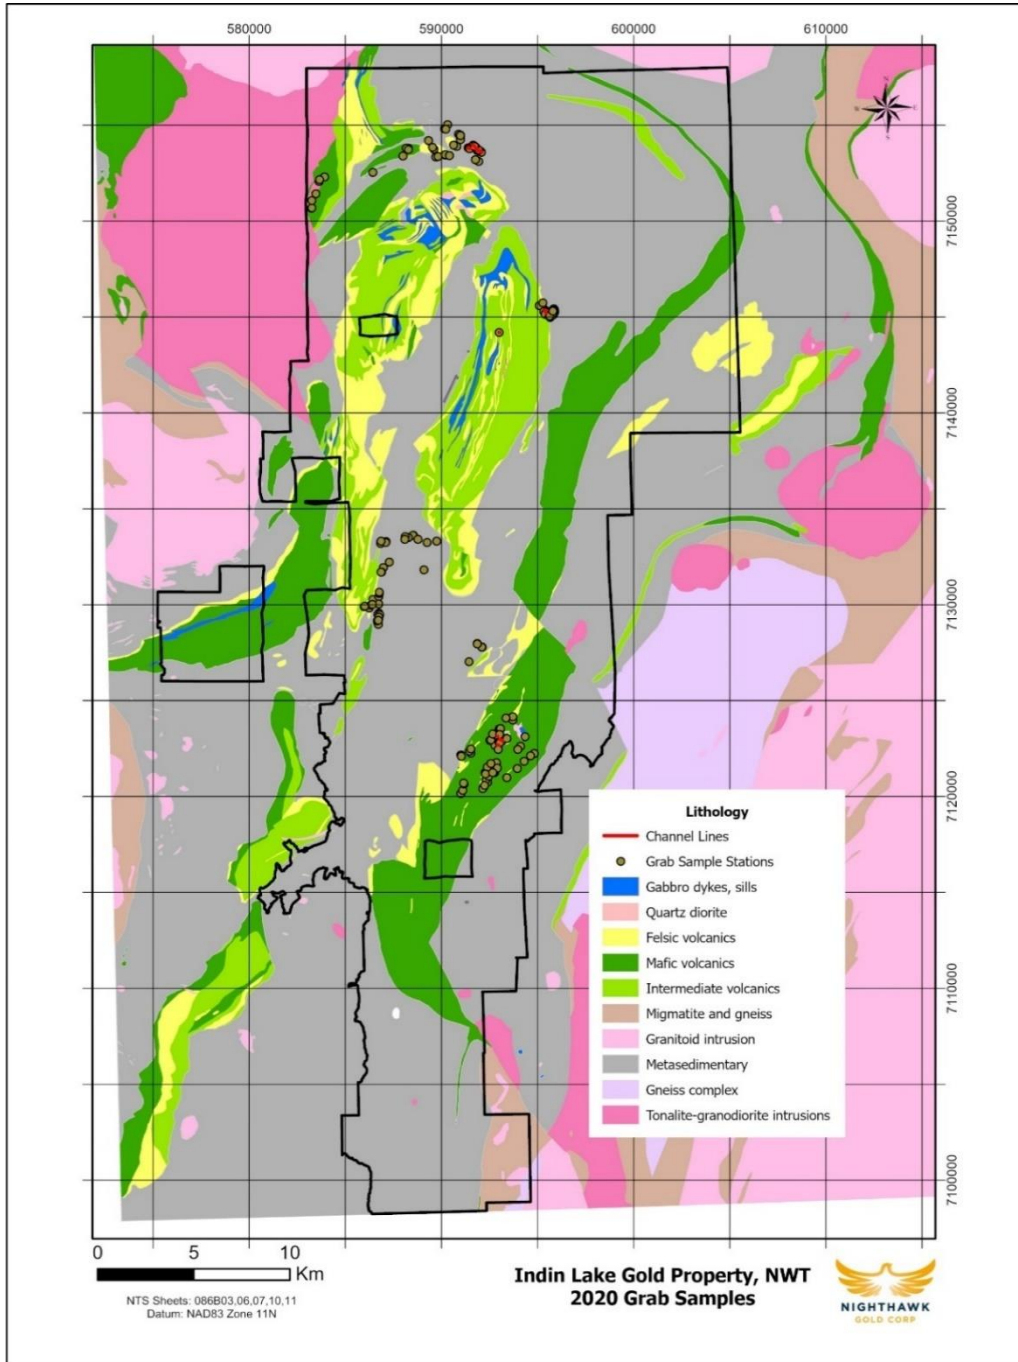 580000
590000
600000
610000
7150000
7140000
7130000
7120000
7110000
7100000
Lithology
Channel Lines
Grab Sample Stations
Gabbro dykes, sills
Quartz diorite
Felsic volcanics
Mafic volcanics
Intermediate volcanics
Migmatite and gneiss
Granitoid intrusion
Metasedimentary
Gneiss complex
Tonalite-granodiorite intrusions
0 5 10
Km
NTS Sheets: 086B03,06,07,10,11
Datum: NAD83 Zone 11N
Indin Lake Gold Property, NWT
2020 Grab Samples
NIGHTHAWK
GOLD CORP